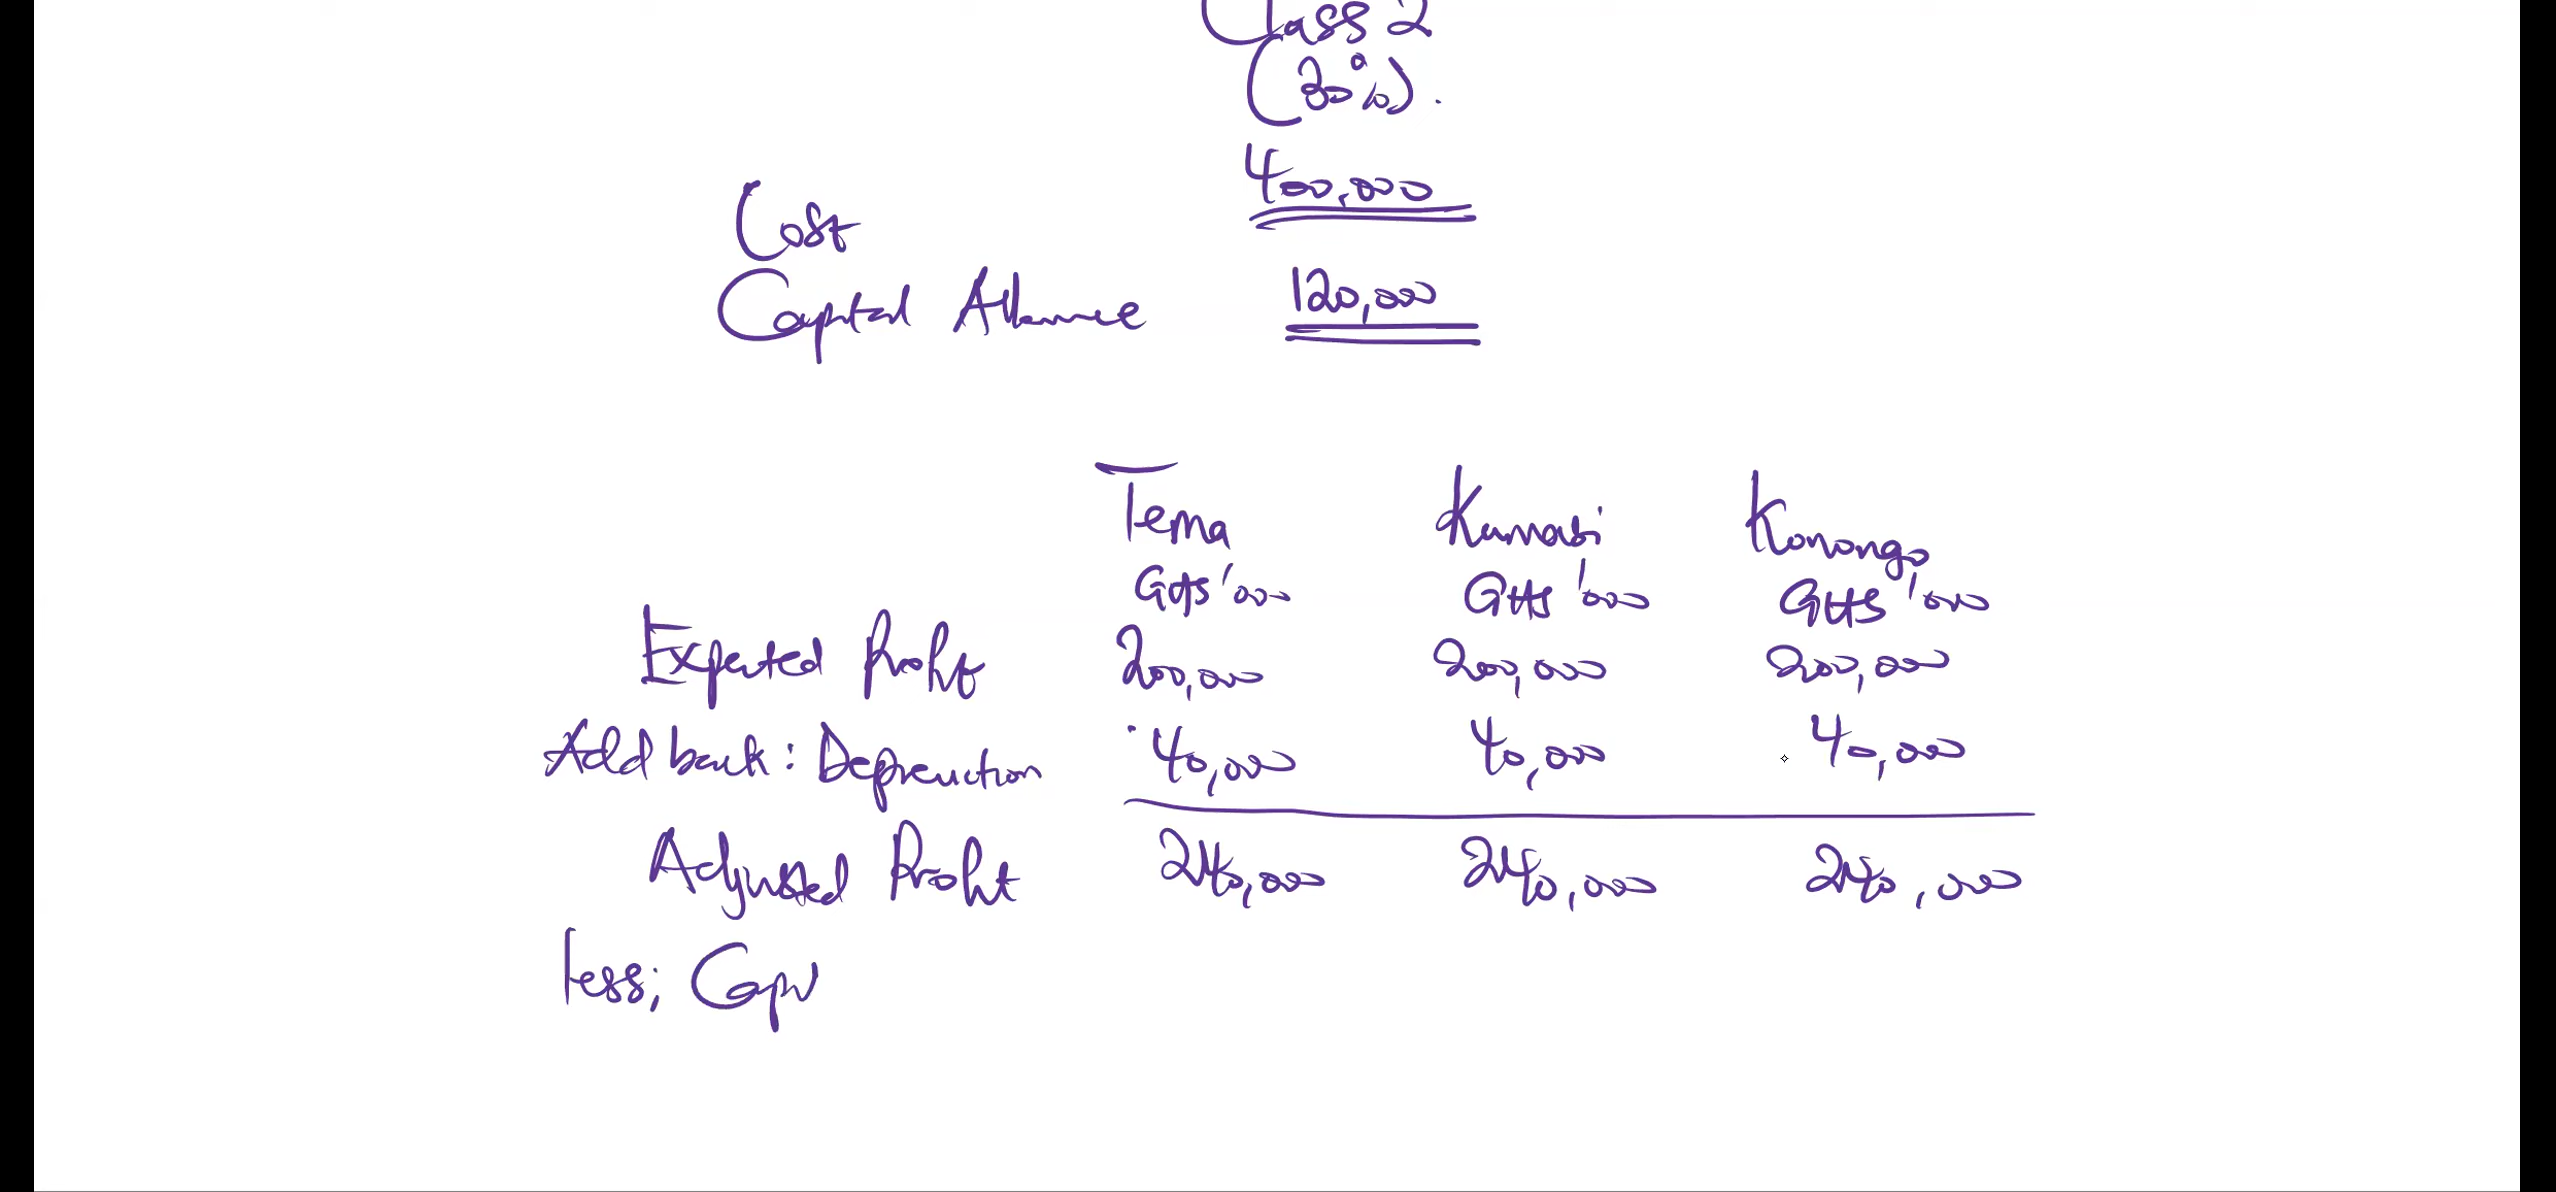 Class 2
(30%).
400,000
Cost
Capital Allowance 120,000
Tema Kumasi Konongo
GHS '000 GHS '000 GHS '000
Expected Profit 200,000 200,000 200,000
Add back: Depreciation 40,000 40,000 40,000
Adjusted Profit 240,000 240,000 240,000
less; Cap